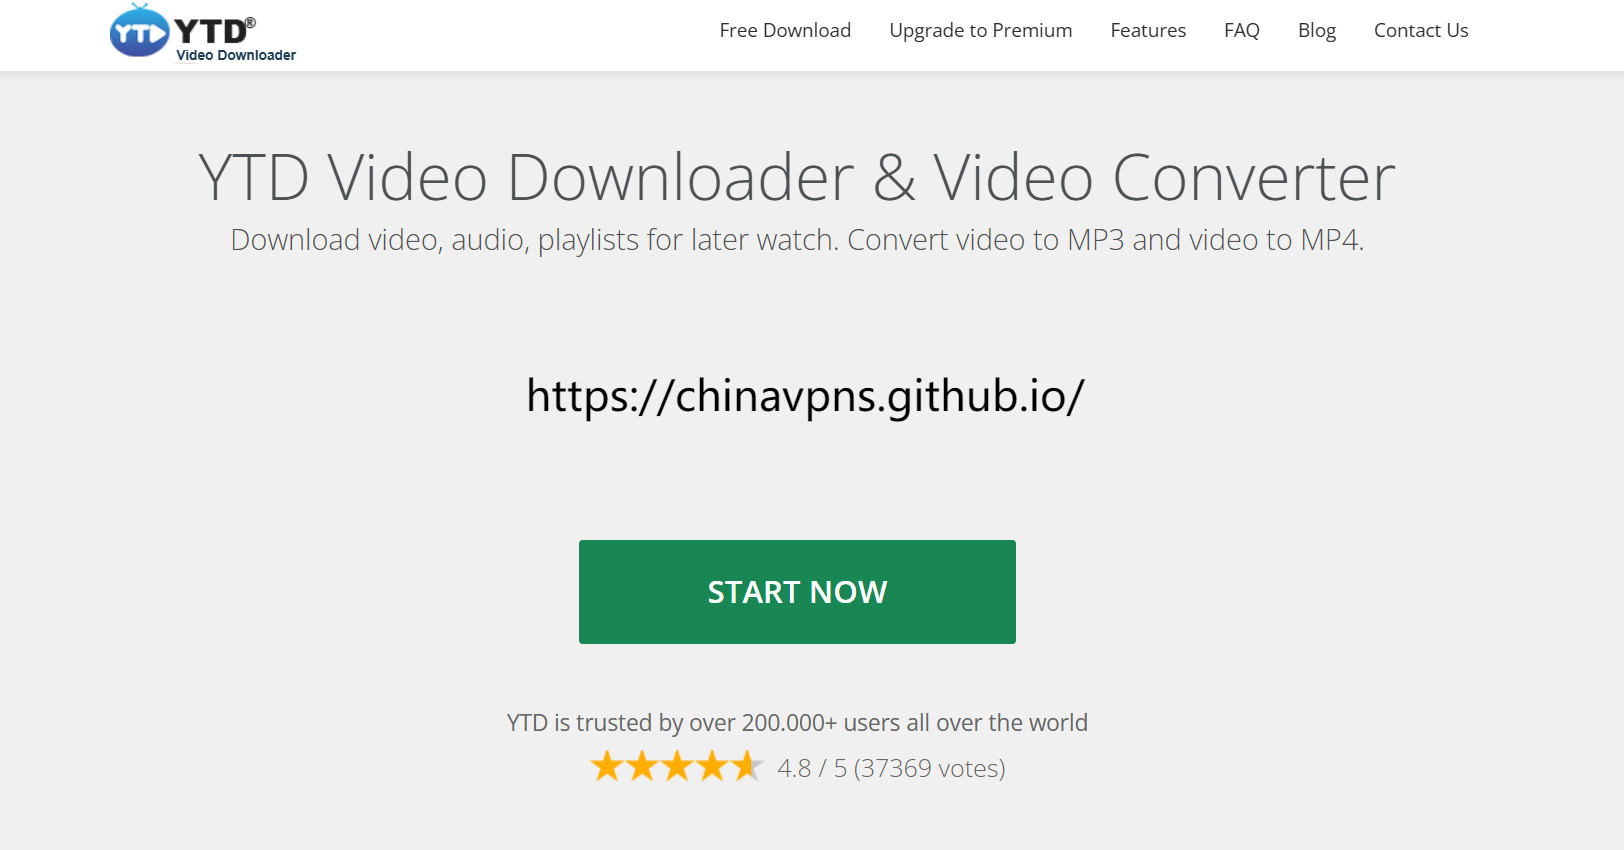 YTD YTD®
Video Downloader
Free Download Upgrade to Premium Features FAQ Blog Contact Us
YTD Video Downloader & Video Converter
Download video, audio, playlists for later watch. Convert video to MP3 and video to MP4.
https://chinavpns.github.io/
START NOW
YTD is trusted by over 200.000+ users all over the world
4.8 / 5 (37369 votes)